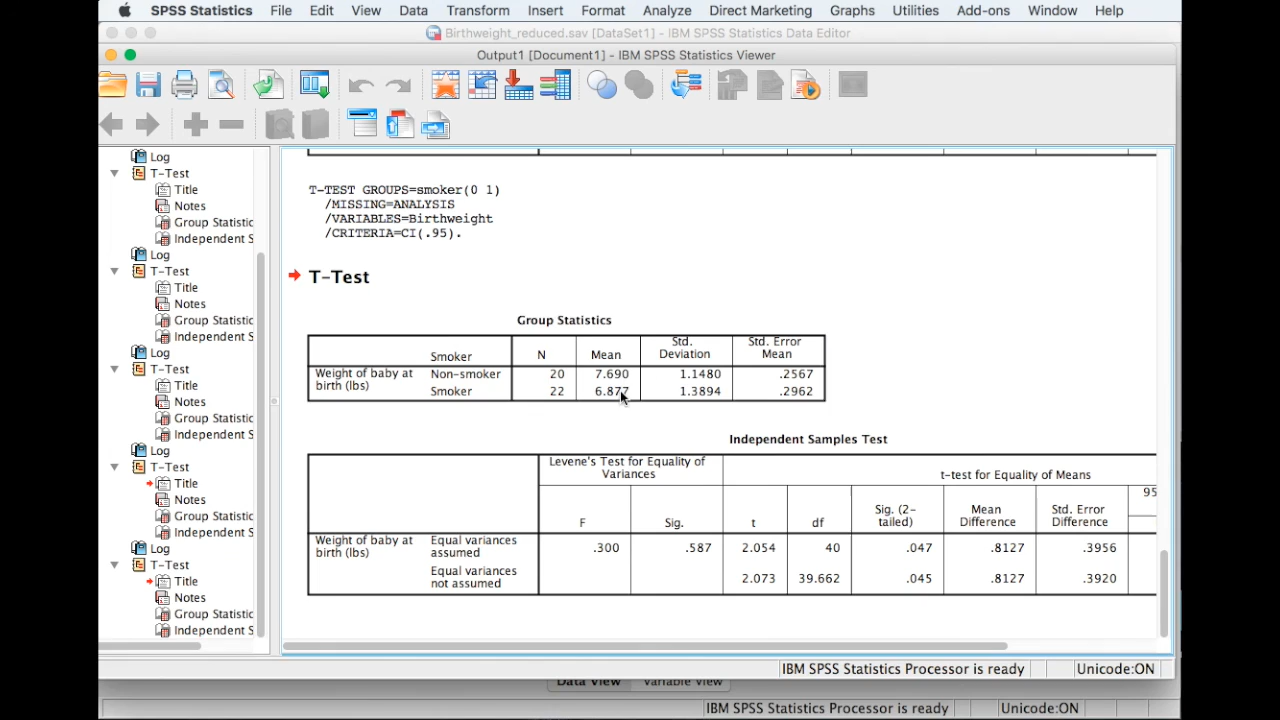 SPSS Statistics File Edit View Data Transform Insert Format Analyze Direct Marketing Graphs Utilities Add-ons Window Help
Birthweight_reduced.sav [DataSet1] - IBM SPSS Statistics Data Editor
Output1 [Document1] - IBM SPSS Statistics Viewer
Log
T-Test
Title
Notes
Group Statistic
Independent S
Log
T-Test
Title
Notes
Group Statistic
Independent S
Log
T-Test
Title
Notes
Group Statistic
Independent S
Log
T-Test
Title
Notes
Group Statistic
Independent S
Log
T-Test
Title
Notes
Group Statistic
Independent S
T-TEST GROUPS=smoker(0 1)
/MISSING=ANALYSIS
/VARIABLES=Birthweight
/CRITERIA=CI(.95).
T-Test
Group Statistics
Smoker N Mean Std. Deviation Std. Error Mean
Weight of baby at birth (lbs) Non-smoker 20 7.690 1.1480 .2567
Smoker 22 6.877 1.3894 .2962
Independent Samples Test
Levene's Test for Equality of Variances t-test for Equality of Means
F Sig. t df Sig. (2-tailed) Mean Difference Std. Error Difference 95
Weight of baby at birth (lbs) Equal variances assumed .300 .587 2.054 40 .047 .8127 .3956
Equal variances not assumed 2.073 39.662 .045 .8127 .3920
IBM SPSS Statistics Processor is ready Unicode:ON
Data View Variable View
IBM SPSS Statistics Processor is ready Unicode:ON